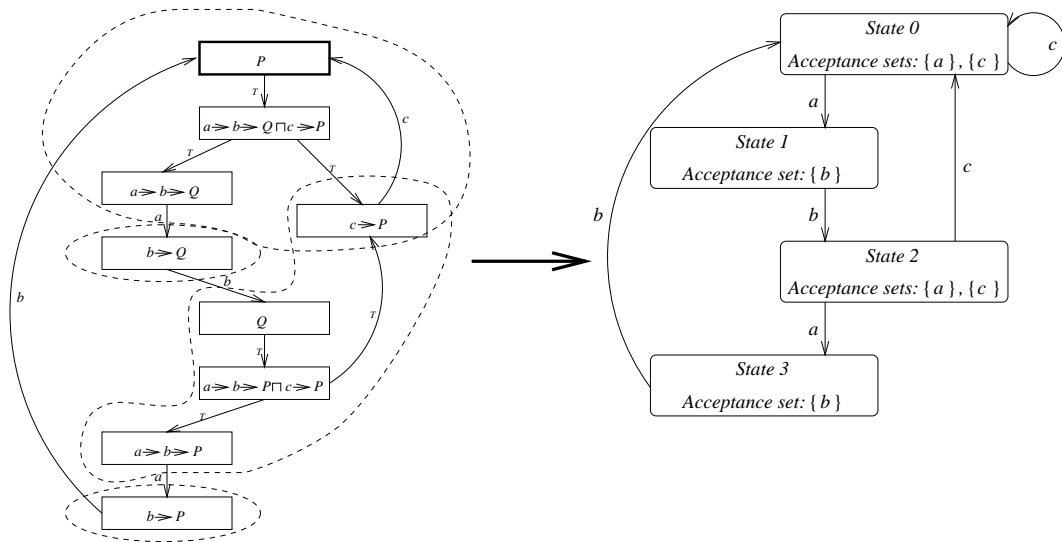 P
τ
a → b → Q ⊓ c → P
τ
τ
c
a → b → Q
a
c → P
b → Q
b
b
Q
τ
τ
a → b → P ⊓ c → P
τ
a → b → P
a
b → P
State 0
Acceptance sets: { a } , { c }
c
a
State 1
Acceptance set: { b }
c
b
b
State 2
Acceptance sets: { a } , { c }
a
State 3
Acceptance set: { b }